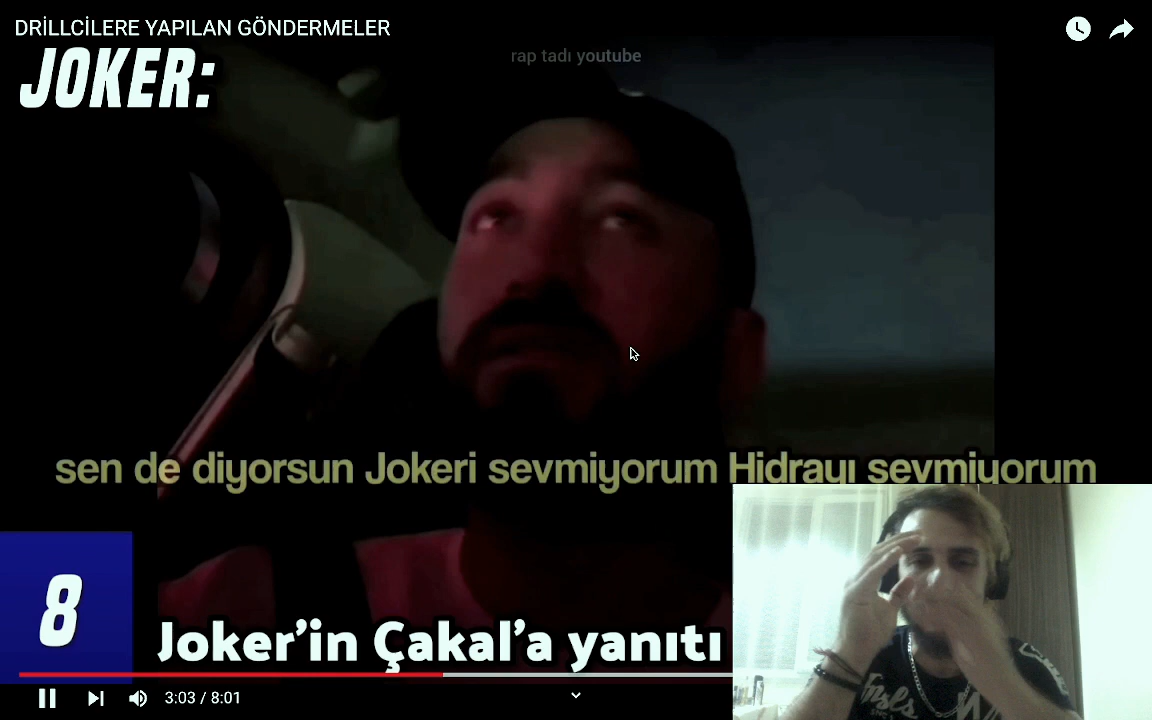 DRİLLCİLERE YAPILAN GÖNDERMELER
JOKER:
rap tadı youtube
sen de diyorsun Jokeri sevmiyorum Hidrayı sevmiyorum
8
Joker'in Çakal'a yanıtı
3:03 / 8:01